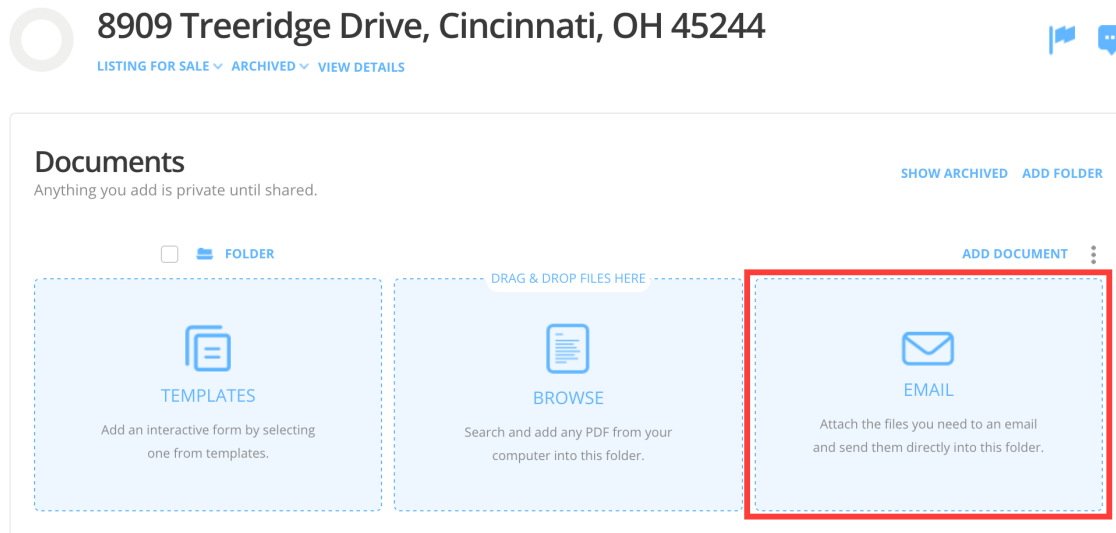 8909 Treeridge Drive, Cincinnati, OH 45244
LISTING FOR SALE ARCHIVED VIEW DETAILS
Documents
Anything you add is private until shared.
SHOW ARCHIVED ADD FOLDER
FOLDER
ADD DOCUMENT
DRAG & DROP FILES HERE
TEMPLATES
Add an interactive form by selecting
one from templates.
BROWSE
Search and add any PDF from your
computer into this folder.
EMAIL
Attach the files you need to an email
and send them directly into this folder.